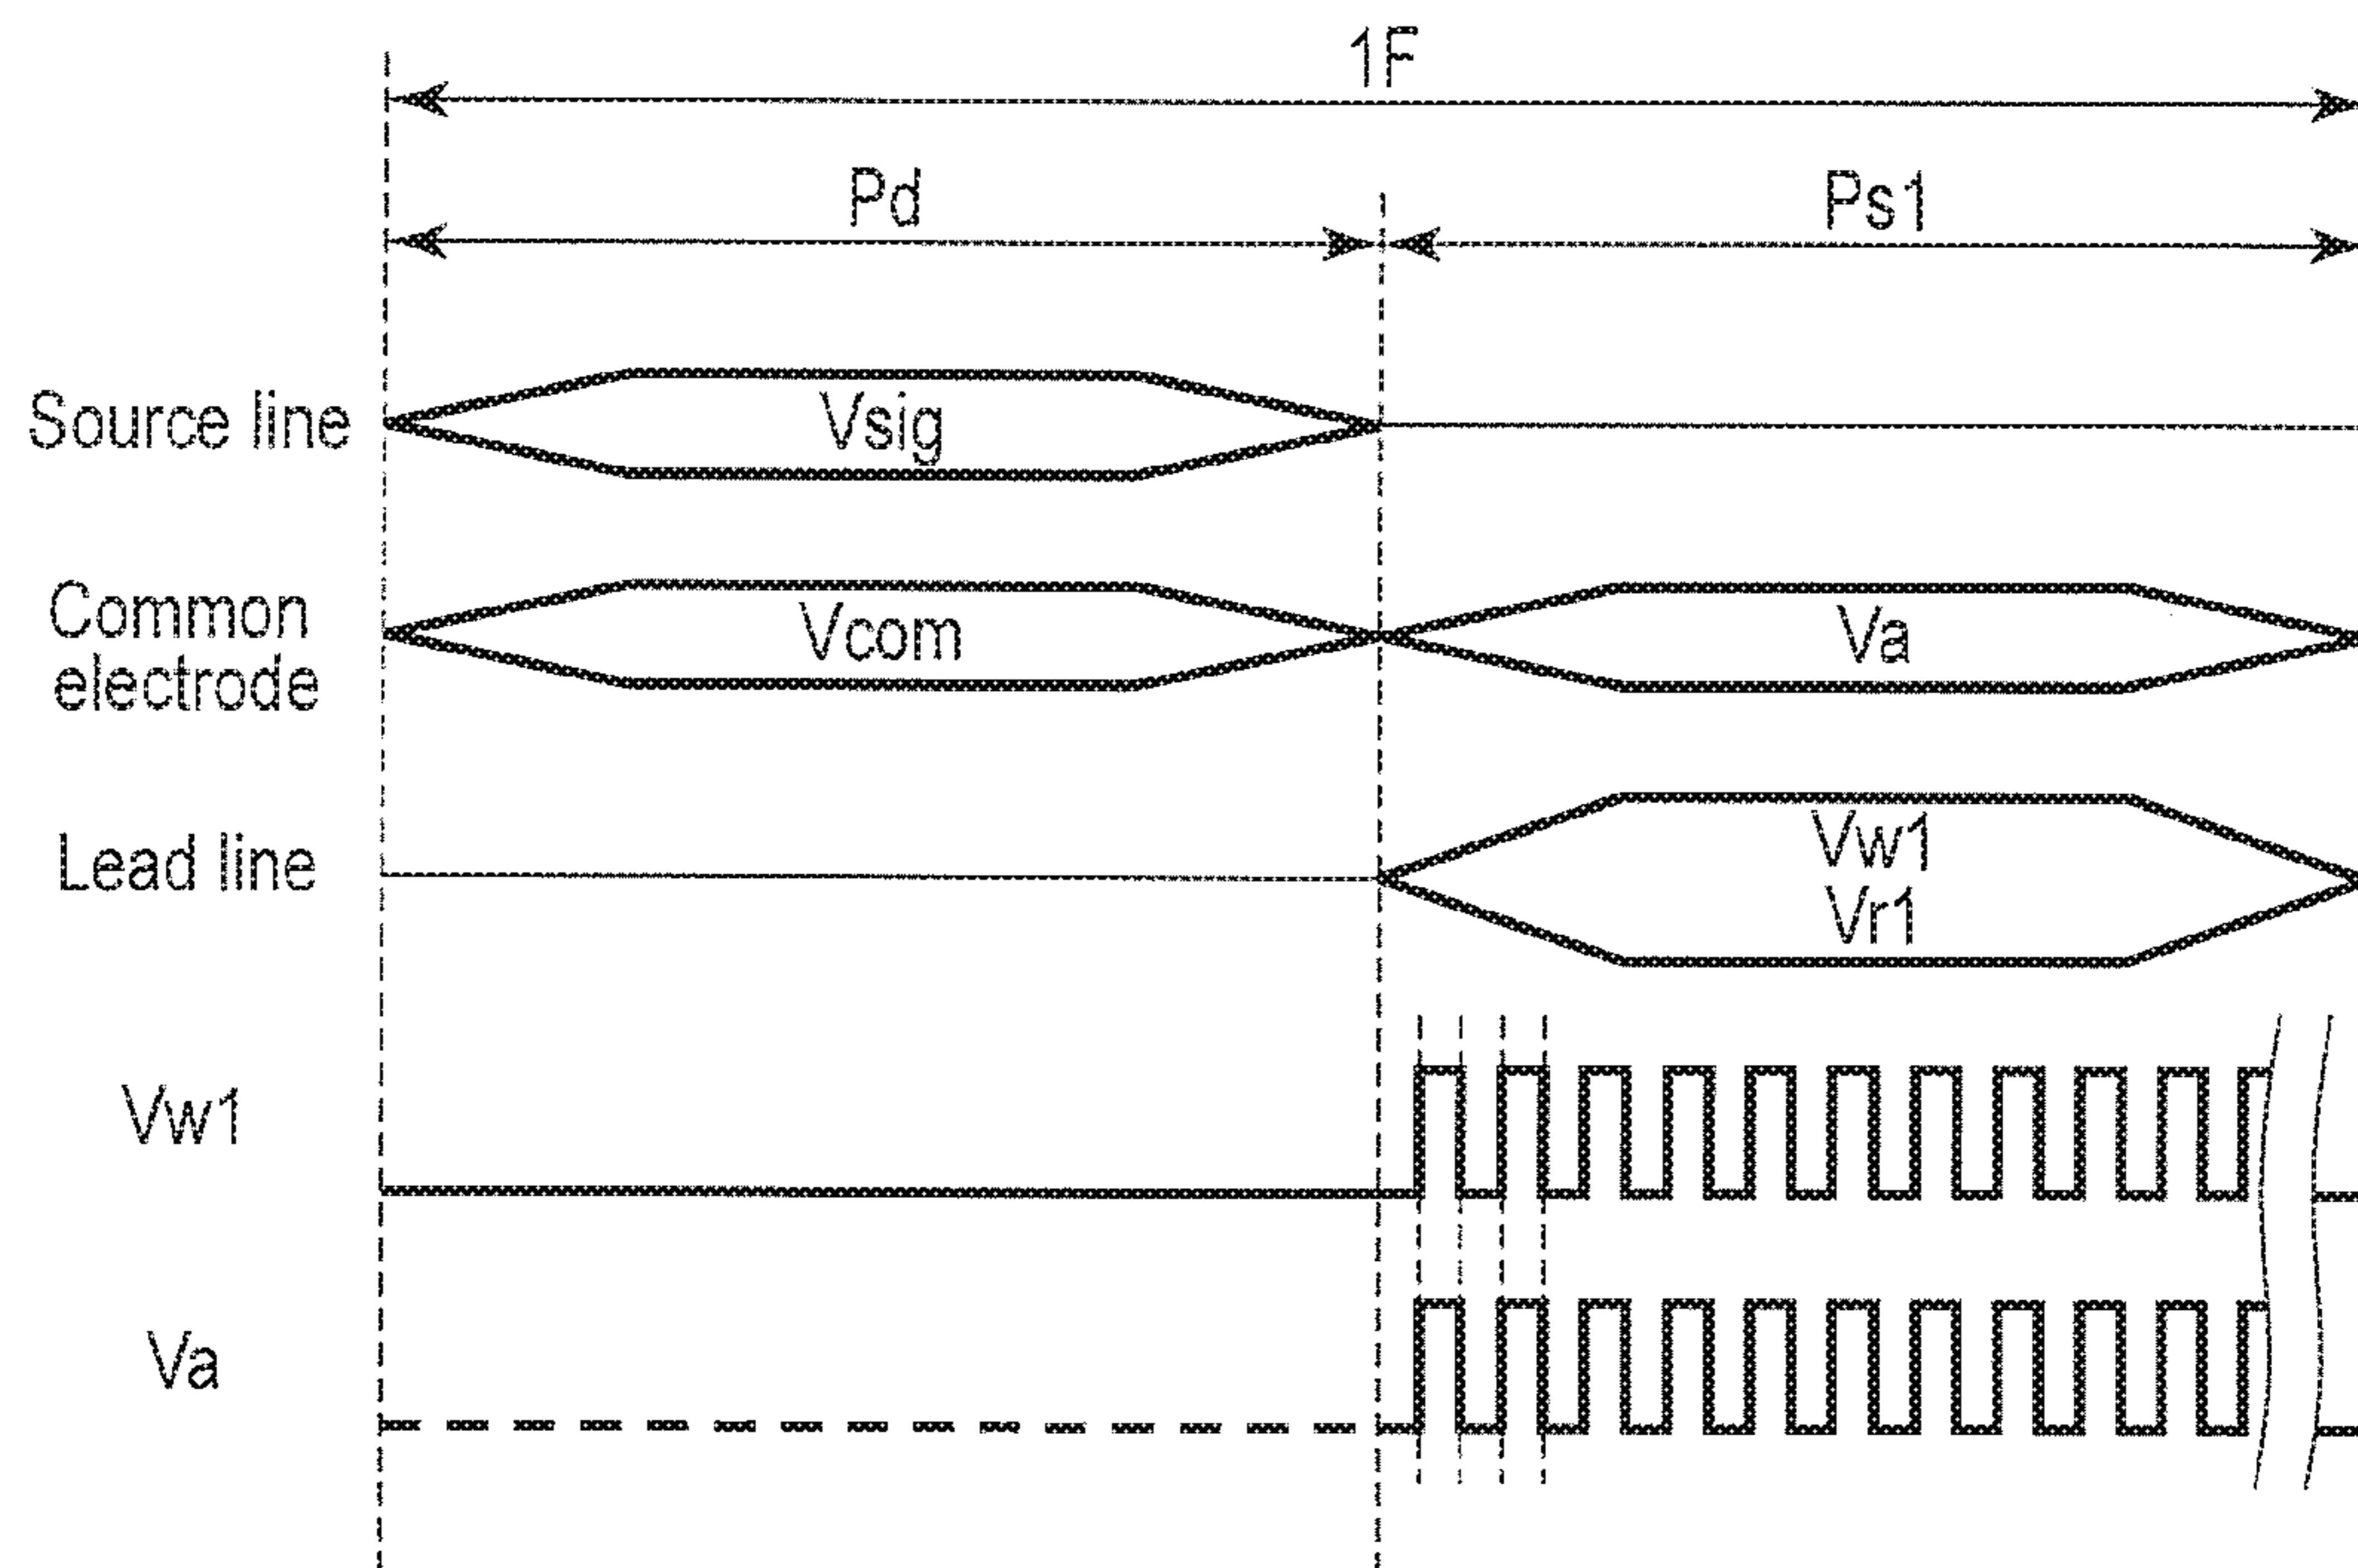 1F
Pd
Ps1
Source line
Vsig
Common
electrode
Vcom
Va
Lead line
Vw1
Vr1
Vw1
Va